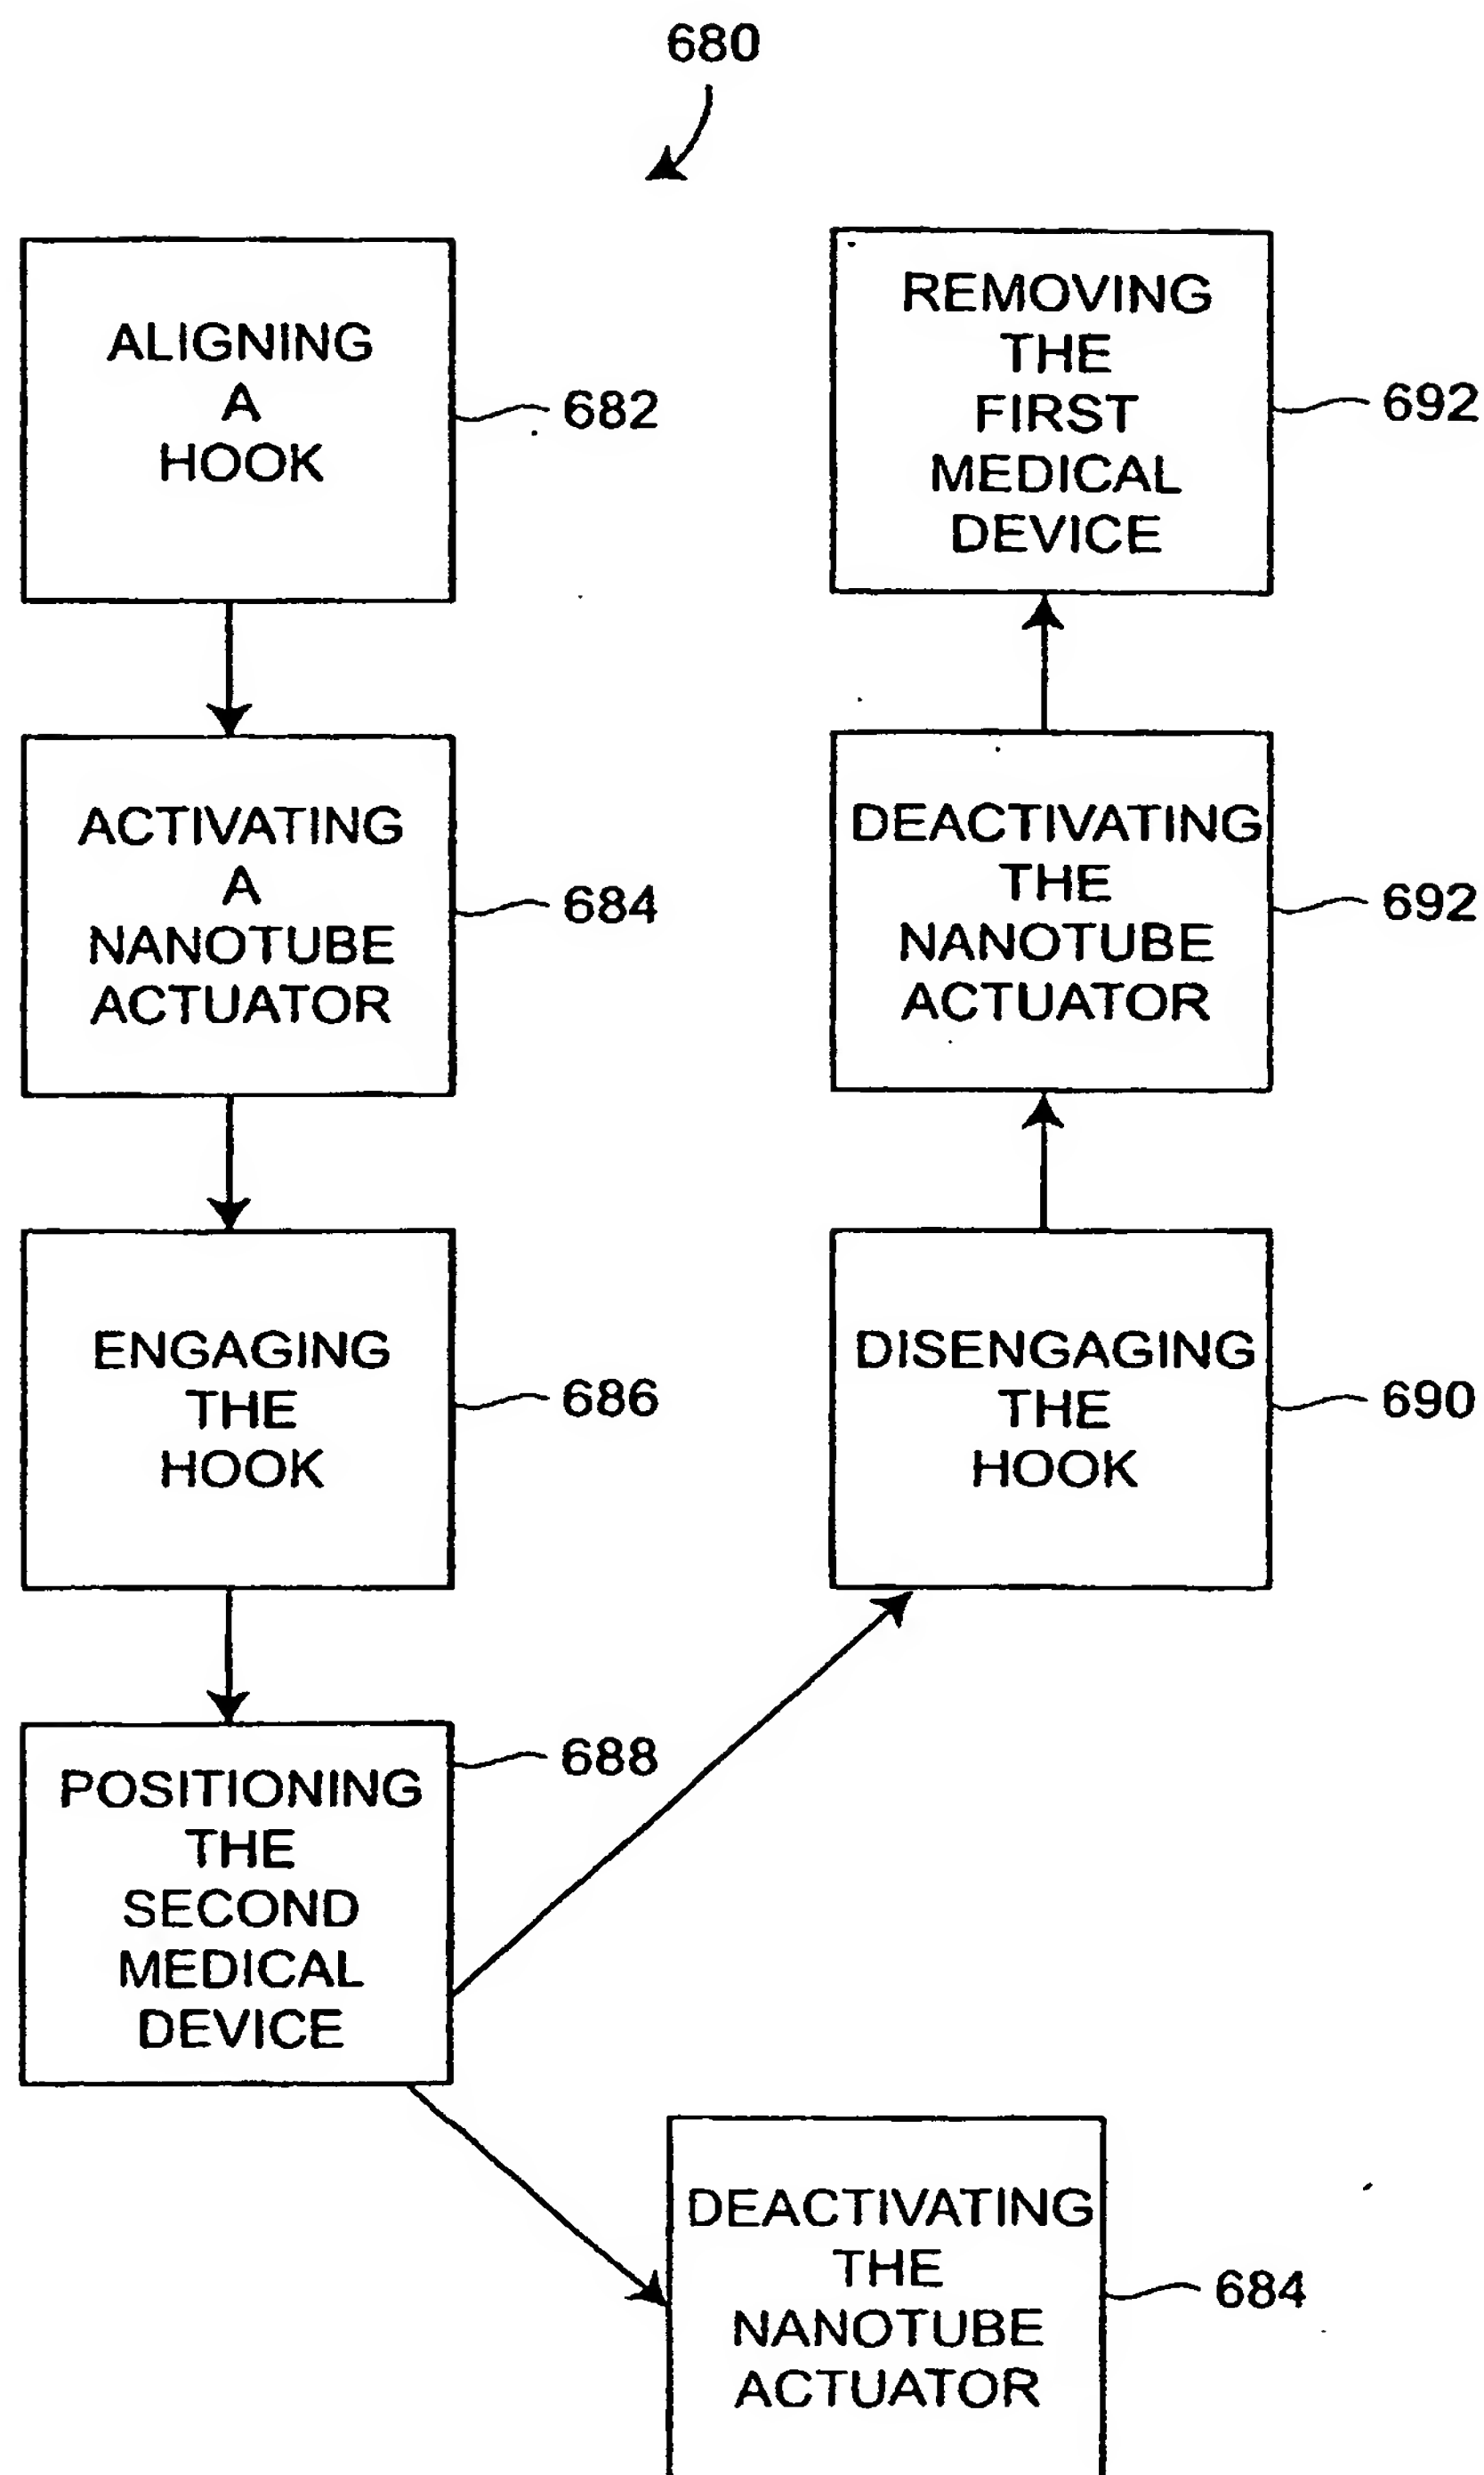 680
ALIGNING
A
HOOK
682
ACTIVATING
A
NANOTUBE
ACTUATOR
684
ENGAGING
THE
HOOK
686
POSITIONING
THE
SECOND
MEDICAL
DEVICE
688
REMOVING
THE
FIRST
MEDICAL
DEVICE
692
DEACTIVATING
THE
NANOTUBE
ACTUATOR
692
DISENGAGING
THE
HOOK
690
DEACTIVATING
THE
NANOTUBE
ACTUATOR
684